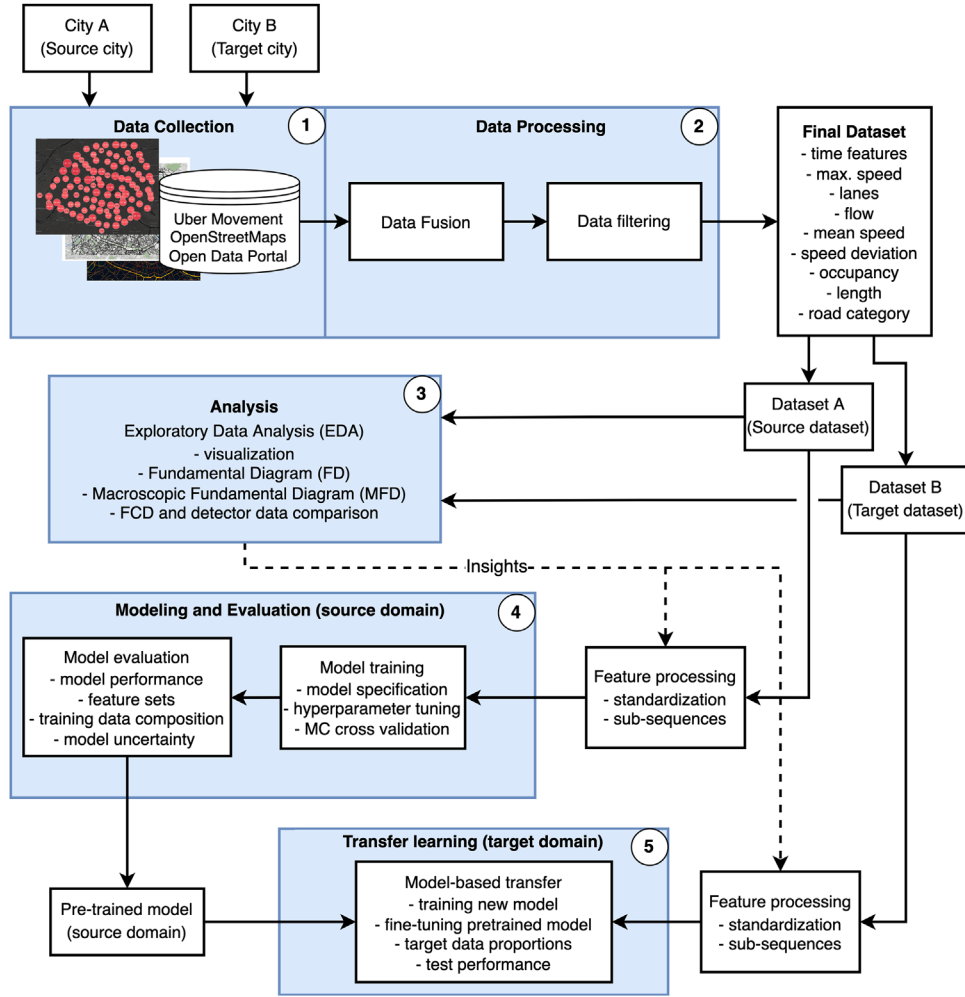 City A
(Source city)
City B
(Target city)
Data Collection
1
Uber Movement
OpenStreetMaps
Open Data Portal
Data Processing
2
Data Fusion
Data filtering
Final Dataset
- time features
- max. speed
- lanes
- flow
- mean speed
- speed deviation
- occupancy
- length
- road category
Dataset A
(Source dataset)
Dataset B
(Target dataset)
3
Analysis
Exploratory Data Analysis (EDA)
- visualization
- Fundamental Diagram (FD)
- Macroscopic Fundamental Diagram (MFD)
- FCD and detector data comparison
Insights
Modeling and Evaluation (source domain)
4
Model evaluation
- model performance
- feature sets
- training data composition
- model uncertainty
Model training
- model specification
- hyperparameter tuning
- MC cross validation
Feature processing
- standardization
- sub-sequences
Transfer learning (target domain)
5
Pre-trained model
(source domain)
Model-based transfer
- training new model
- fine-tuning pretrained model
- target data proportions
- test performance
Feature processing
- standardization
- sub-sequences